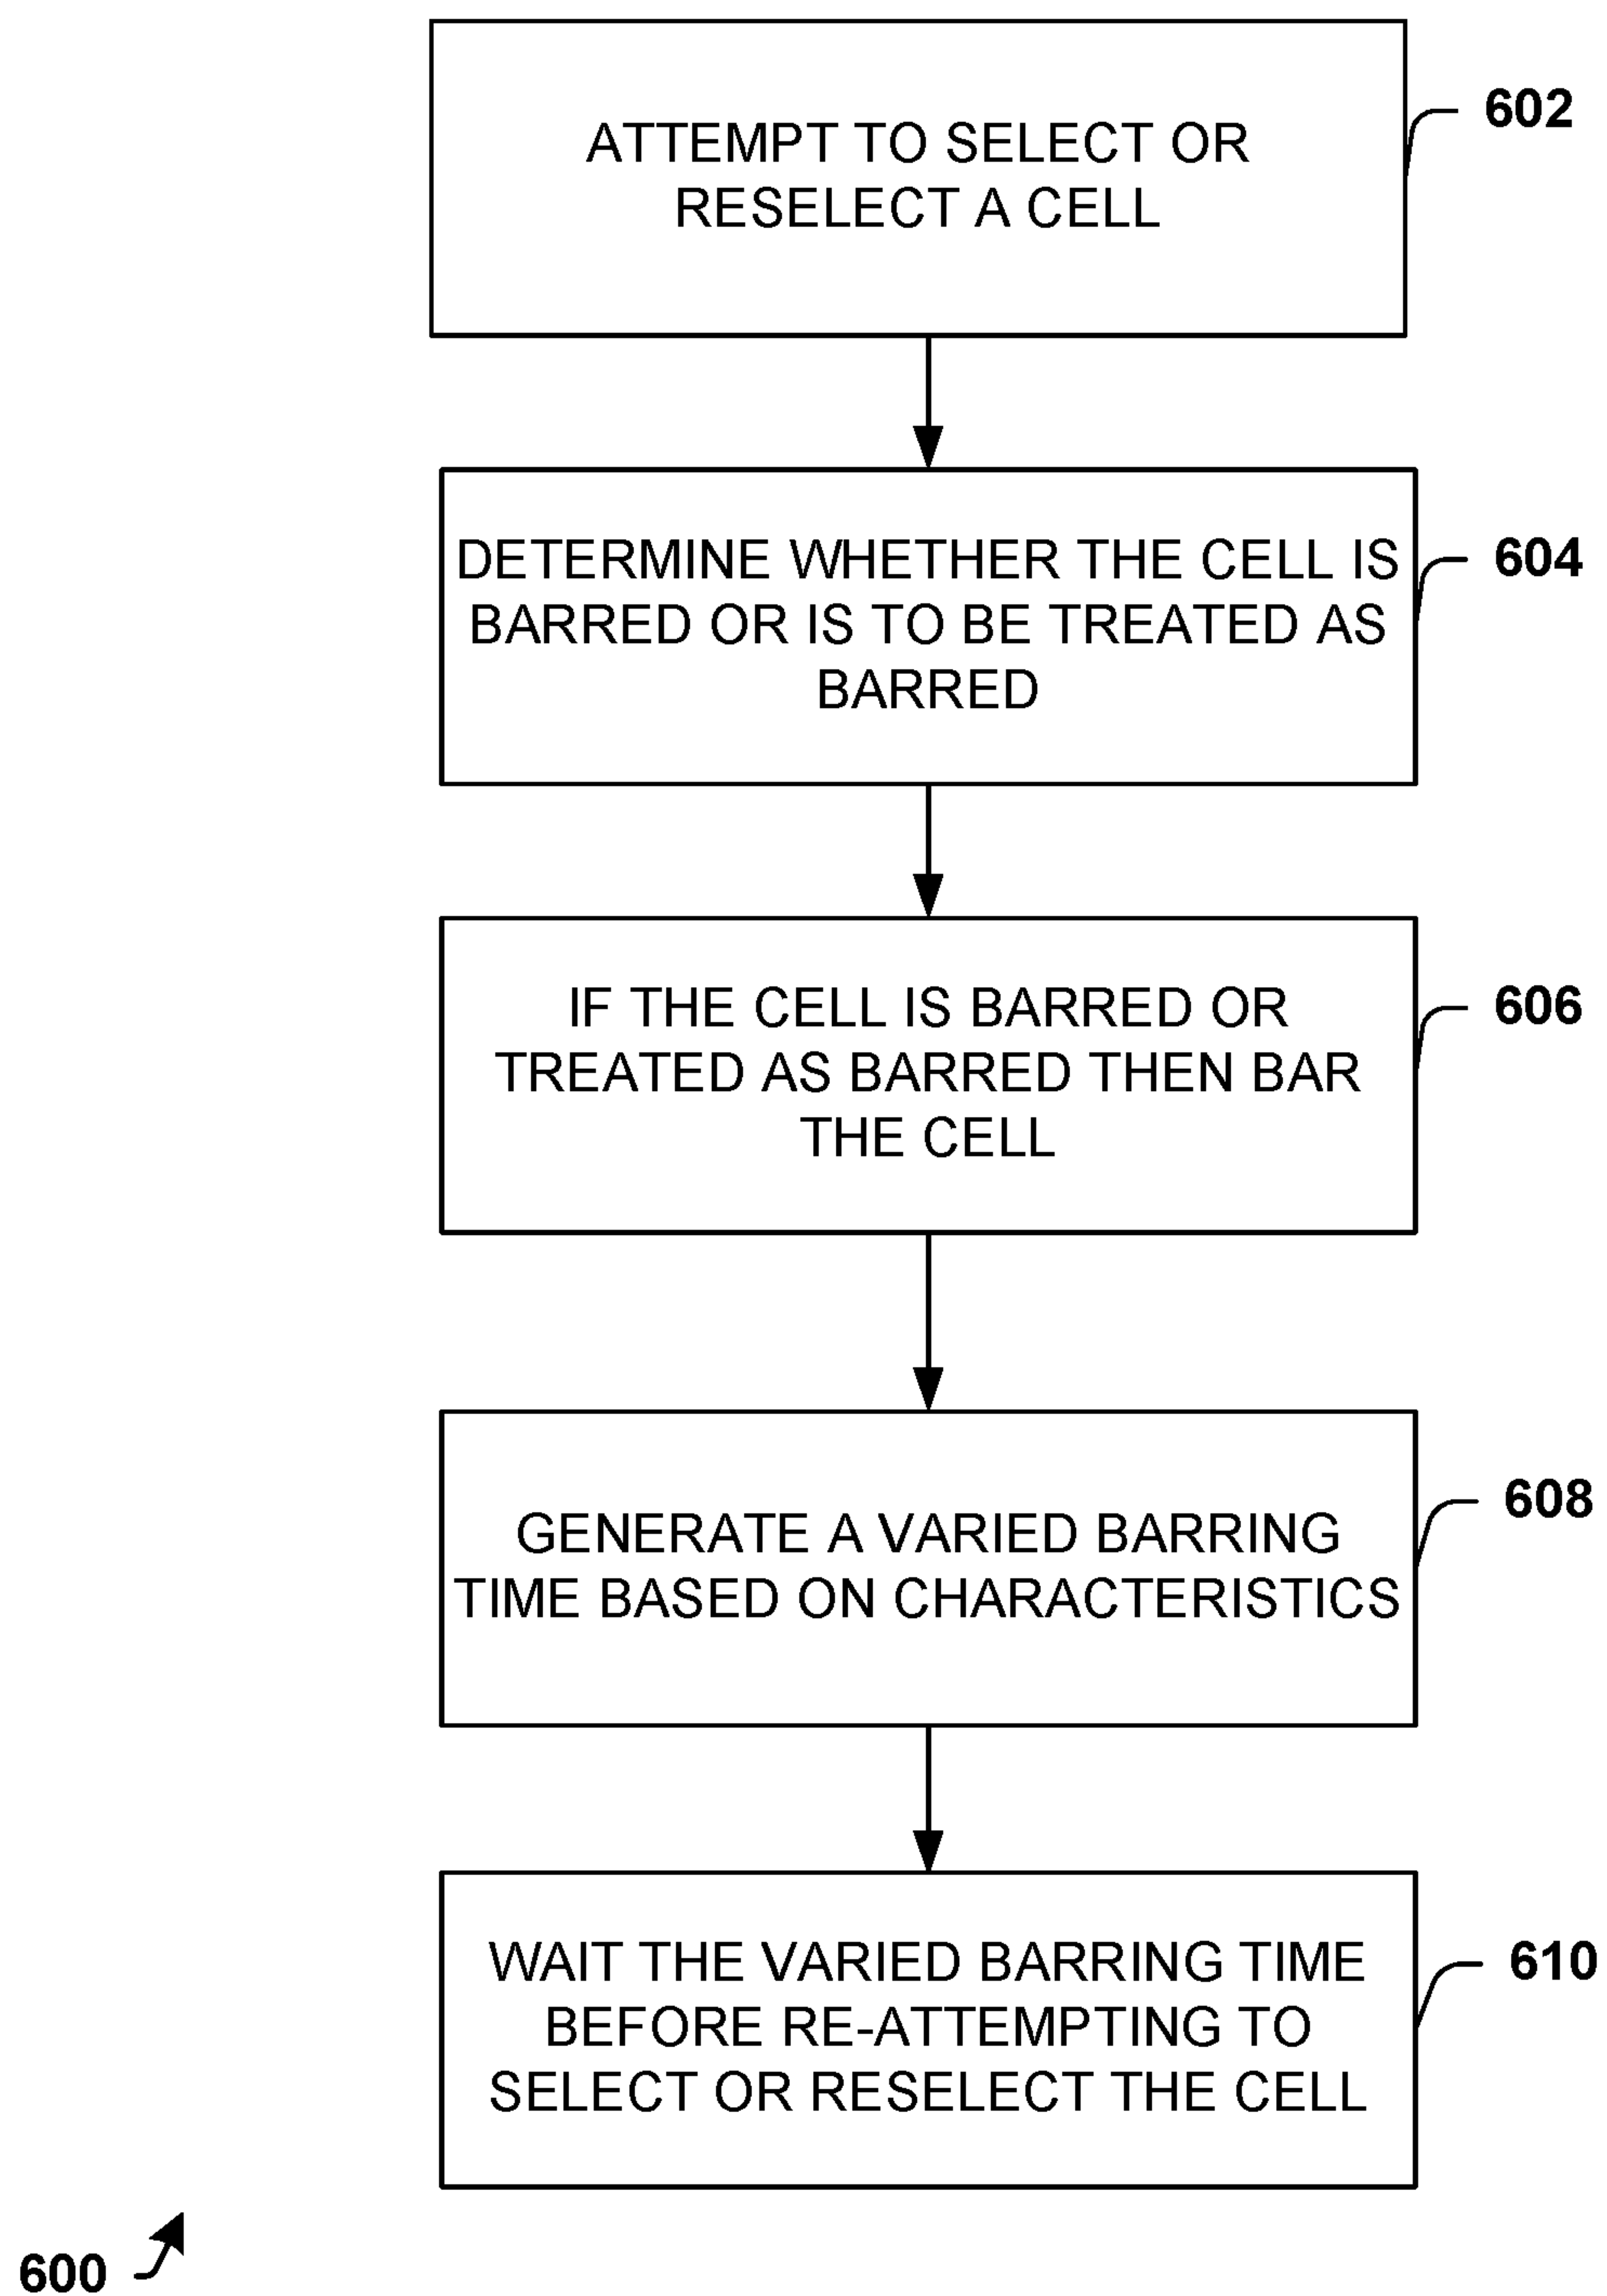 ATTEMPT TO SELECT OR
RESELECT A CELL
602
DETERMINE WHETHER THE CELL IS
BARRED OR IS TO BE TREATED AS
BARRED
604
IF THE CELL IS BARRED OR
TREATED AS BARRED THEN BAR
THE CELL
606
GENERATE A VARIED BARRING
TIME BASED ON CHARACTERISTICS
608
WAIT THE VARIED BARRING TIME
BEFORE RE-ATTEMPTING TO
SELECT OR RESELECT THE CELL
610
600